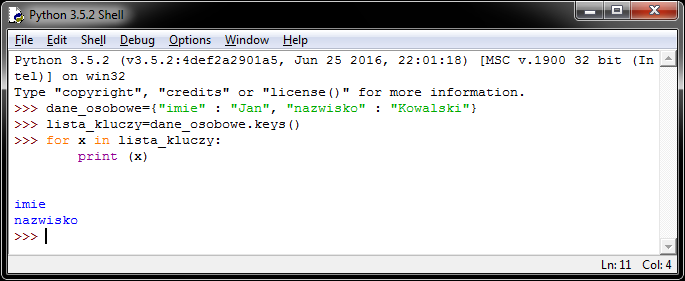 Python 3.5.2 Shell
File Edit Shell Debug Options Window Help
Python 3.5.2 (v3.5.2:4def2a2901a5, Jun 25 2016, 22:01:18) [MSC v.1900 32 bit (In
tel)] on win32
Type "copyright", "credits" or "license()" for more information.
>>> dane_osobowe={"imie" : "Jan", "nazwisko" : "Kowalski"}
>>> lista_kluczy=dane_osobowe.keys()
>>> for x in lista_kluczy:
        print (x)
imie
nazwisko
>>>
Ln: 11 Col: 4